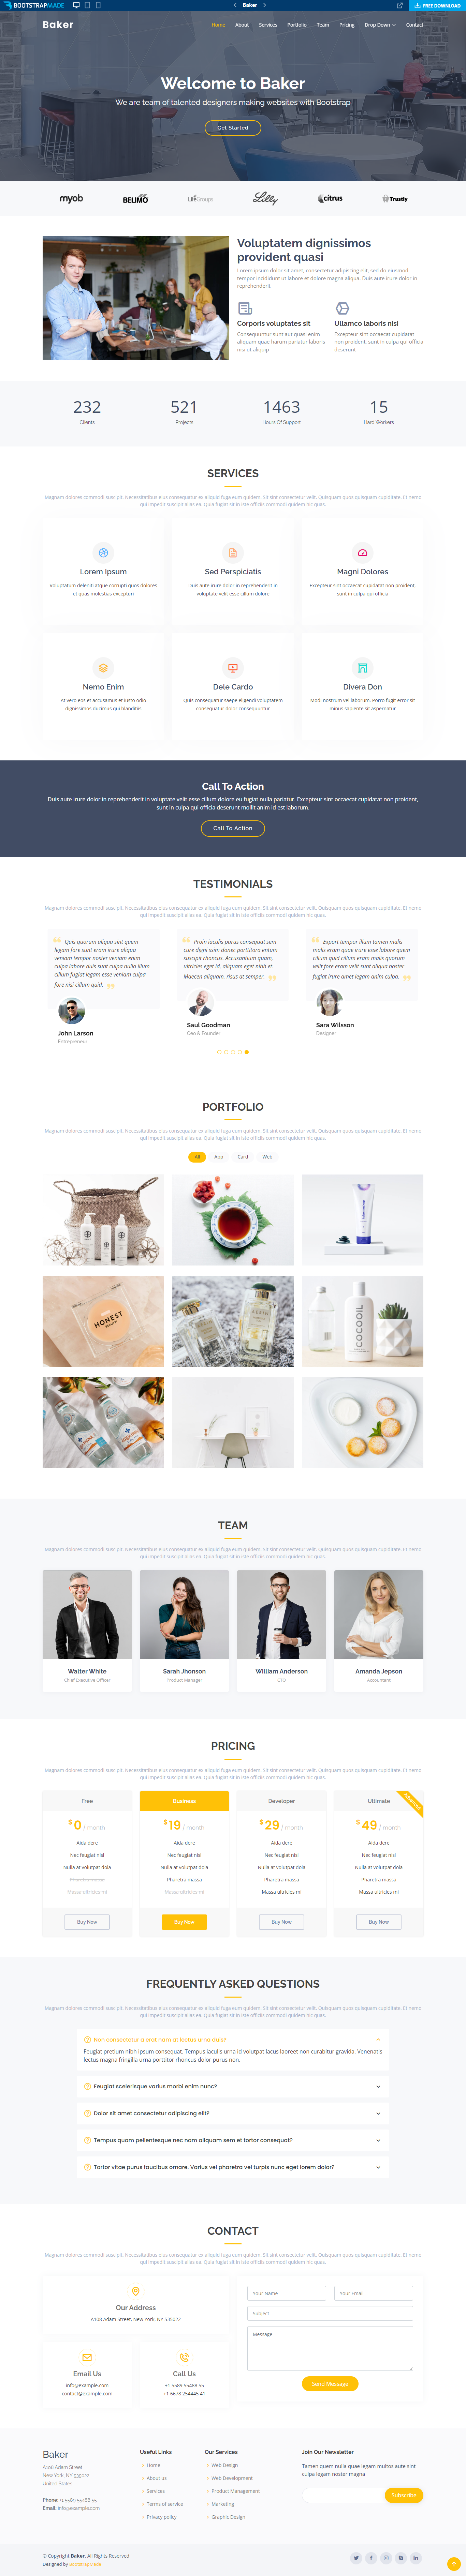 BOOTSTRAPMADE
Baker
FREE DOWNLOAD
Baker
Home About Services Portfolio Team Pricing Drop Down Contact
Welcome to Baker
We are team of talented designers making websites with Bootstrap
Get Started
myob BELIMO LifeGroups Lilly citrus Trustly
Voluptatem dignissimos
provident quasi
Lorem ipsum dolor sit amet, consectetur adipiscing elit, sed do eiusmod
tempor incididunt ut labore et dolore magna aliqua. Duis aute irure dolor in
reprehenderit
Corporis voluptates sit
Consequuntur sunt aut quasi enim
aliquam quae harum pariatur laboris
nisi ut aliquip
Ullamco laboris nisi
Excepteur sint occaecat cupidatat
non proident, sunt in culpa qui officia
deserunt
232 521 1463 15
Clients Projects Hours Of Support Hard Workers
SERVICES
Magnam dolores commodi suscipit. Necessitatibus eius consequatur ex aliquid fuga eum quidem. Sit sint consectetur velit. Quisquam quos quisquam cupiditate. Et nemo
qui impedit suscipit alias ea. Quia fugiat sit in iste officiis commodi quidem hic quas.
Lorem Ipsum
Voluptatum deleniti atque corrupti quos dolores
et quas molestias excepturi
Sed Perspiciatis
Duis aute irure dolor in reprehenderit in
voluptate velit esse cillum dolore
Magni Dolores
Excepteur sint occaecat cupidatat non proident,
sunt in culpa qui officia
Nemo Enim
At vero eos et accusamus et iusto odio
dignissimos ducimus qui blanditiis
Dele Cardo
Quis consequatur saepe eligendi voluptatem
consequatur dolor consequuntur
Divera Don
Modi nostrum vel laborum. Porro fugit error sit
minus sapiente sit aspernatur
Call To Action
Duis aute irure dolor in reprehenderit in voluptate velit esse cillum dolore eu fugiat nulla pariatur. Excepteur sint occaecat cupidatat non proident,
sunt in culpa qui officia deserunt mollit anim id est laborum.
Call To Action
TESTIMONIALS
Magnam dolores commodi suscipit. Necessitatibus eius consequatur ex aliquid fuga eum quidem. Sit sint consectetur velit. Quisquam quos quisquam cupiditate. Et nemo
qui impedit suscipit alias ea. Quia fugiat sit in iste officiis commodi quidem hic quas.
Quis quorum aliqua sint quem
legam fore sunt eram irure aliqua
veniam tempor noster veniam enim
culpa labore duis sunt culpa nulla illum
cillum fugiat legam esse veniam culpa
fore nisi cillum quid.
John Larson
Entrepreneur
Proin iaculis purus consequat sem
cure digni ssim donec porttitora entum
suscipit rhoncus. Accusantium quam,
ultricies eget id, aliquam eget nibh et.
Maecen aliquam, risus at semper.
Saul Goodman
Ceo & Founder
Export tempor illum tamen malis
malis eram quae irure esse labore quem
cillum quid cillum eram malis quorum
velit fore eram velit sunt aliqua noster
fugiat irure amet legam anim culpa.
Sara Wilsson
Designer
PORTFOLIO
Magnam dolores commodi suscipit. Necessitatibus eius consequatur ex aliquid fuga eum quidem. Sit sint consectetur velit. Quisquam quos quisquam cupiditate. Et nemo
qui impedit suscipit alias ea. Quia fugiat sit in iste officiis commodi quidem hic quas.
All App Card Web
HONEST
COCOOIL
TEAM
Magnam dolores commodi suscipit. Necessitatibus eius consequatur ex aliquid fuga eum quidem. Sit sint consectetur velit. Quisquam quos quisquam cupiditate. Et nemo
qui impedit suscipit alias ea. Quia fugiat sit in iste officiis commodi quidem hic quas.
Walter White Sarah Jhonson William Anderson Amanda Jepson
Chief Executive Officer Product Manager CTO Accountant
PRICING
Magnam dolores commodi suscipit. Necessitatibus eius consequatur ex aliquid fuga eum quidem. Sit sint consectetur velit. Quisquam quos quisquam cupiditate. Et nemo
qui impedit suscipit alias ea. Quia fugiat sit in iste officiis commodi quidem hic quas.
Free
$0 / month
Aida dere
Nec feugiat nisl
Nulla at volutpat dola
Pharetra massa
Massa ultricies mi
Buy Now
Business
$19 / month
Aida dere
Nec feugiat nisl
Nulla at volutpat dola
Pharetra massa
Massa ultricies mi
Buy Now
Developer
$29 / month
Aida dere
Nec feugiat nisl
Nulla at volutpat dola
Pharetra massa
Massa ultricies mi
Buy Now
Ultimate
$49 / month
Aida dere
Nec feugiat nisl
Nulla at volutpat dola
Pharetra massa
Massa ultricies mi
Buy Now
FREQUENTLY ASKED QUESTIONS
Magnam dolores commodi suscipit. Necessitatibus eius consequatur ex aliquid fuga eum quidem. Sit sint consectetur velit. Quisquam quos quisquam cupiditate. Et nemo
qui impedit suscipit alias ea. Quia fugiat sit in iste officiis commodi quidem hic quas.
Non consectetur a erat nam at lectus urna duis?
Feugiat pretium nibh ipsum consequat. Tempus iaculis urna id volutpat lacus laoreet non curabitur gravida. Venenatis
lectus magna fringilla urna porttitor rhoncus dolor purus non.
Feugiat scelerisque varius morbi enim nunc?
Dolor sit amet consectetur adipiscing elit?
Tempus quam pellentesque nec nam aliquam sem et tortor consequat?
Tortor vitae purus faucibus ornare. Varius vel pharetra vel turpis nunc eget lorem dolor?
CONTACT
Magnam dolores commodi suscipit. Necessitatibus eius consequatur ex aliquid fuga eum quidem. Sit sint consectetur velit. Quisquam quos quisquam cupiditate. Et nemo
qui impedit suscipit alias ea. Quia fugiat sit in iste officiis commodi quidem hic quas.
Our Address
A108 Adam Street, New York, NY 535022
Email Us
info@example.com
contact@example.com
Call Us
+1 5589 55488 55
+1 6678 254445 41
Your Name Your Email
Subject
Message
Send Message
Baker
A108 Adam Street
New York, NY 535022
United States
Phone: +1 5589 55488 55
Email: info@example.com
Useful Links
Home
About us
Services
Terms of service
Privacy policy
Our Services
Web Design
Web Development
Product Management
Marketing
Graphic Design
Join Our Newsletter
Tamen quem nulla quae legam multos aute sint
culpa legam noster magna
Subscribe
© Copyright Baker. All Rights Reserved
Designed by BootstrapMade